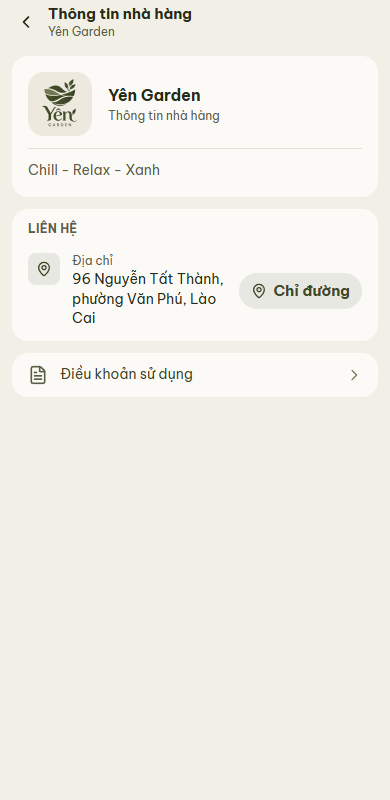 Thông tin nhà hàng
Yên Garden
Yên
GARDEN
Yên Garden
Thông tin nhà hàng
Chill - Relax - Xanh
LIÊN HỆ
Địa chỉ
96 Nguyễn Tất Thành,
phường Văn Phú, Lào
Cai
Chỉ đường
Điều khoản sử dụng